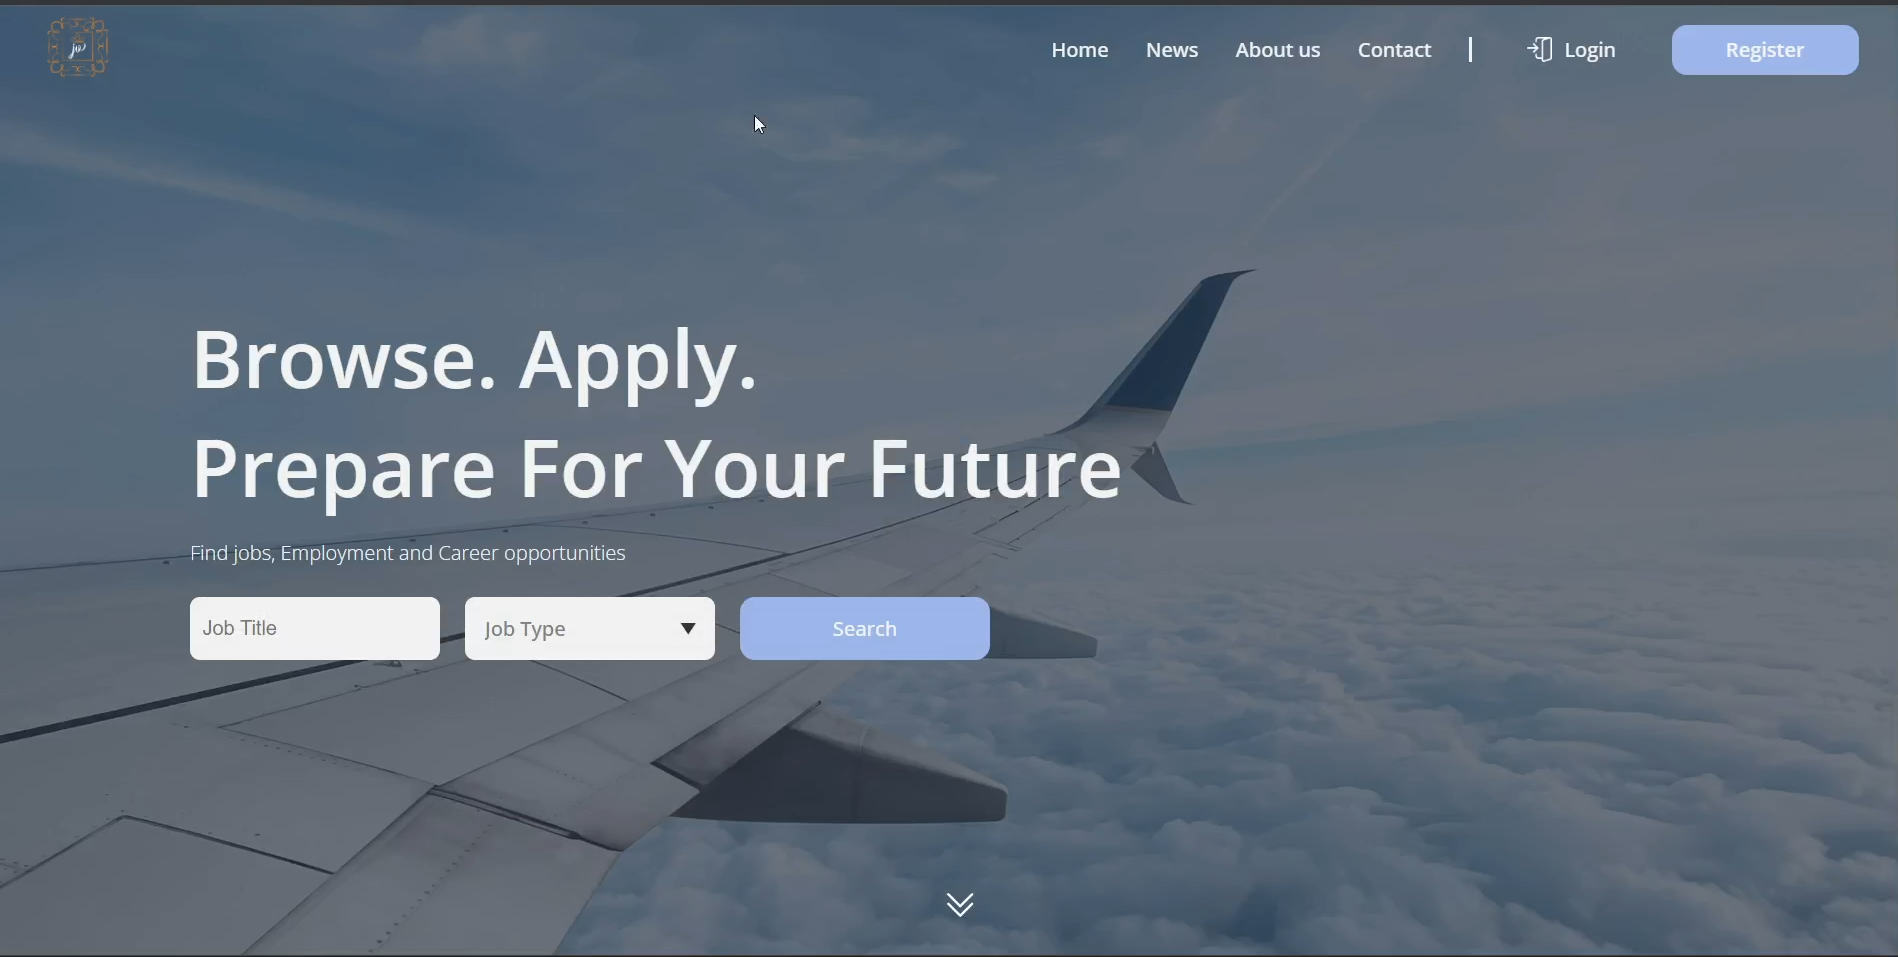 jo
Home News About us Contact | Login Register
Browse. Apply.
Prepare For Your Future
Find jobs, Employment and Career opportunities
Job Title Job Type Search